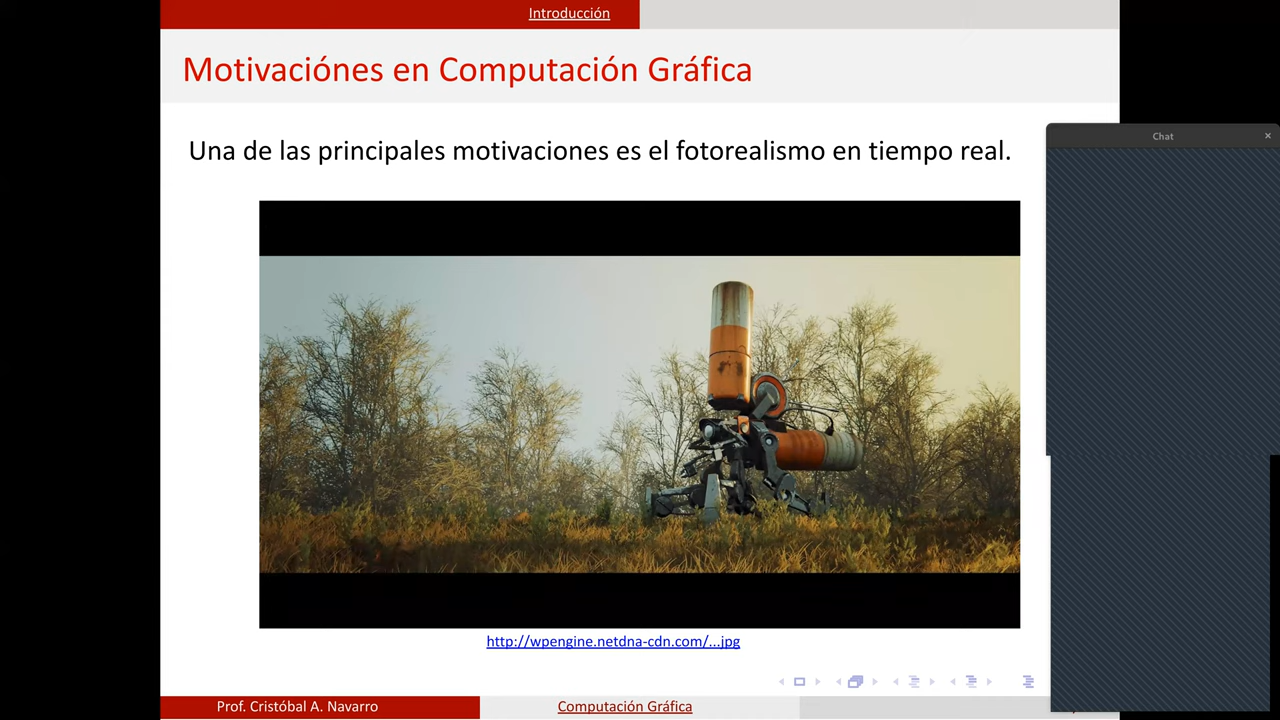 Introducción
Motivaciónes en Computación Gráfica
Una de las principales motivaciones es el fotorealismo en tiempo real.
Chat
http://wpengine.netdna-cdn.com/...jpg
Prof. Cristóbal A. Navarro
Computación Gráfica